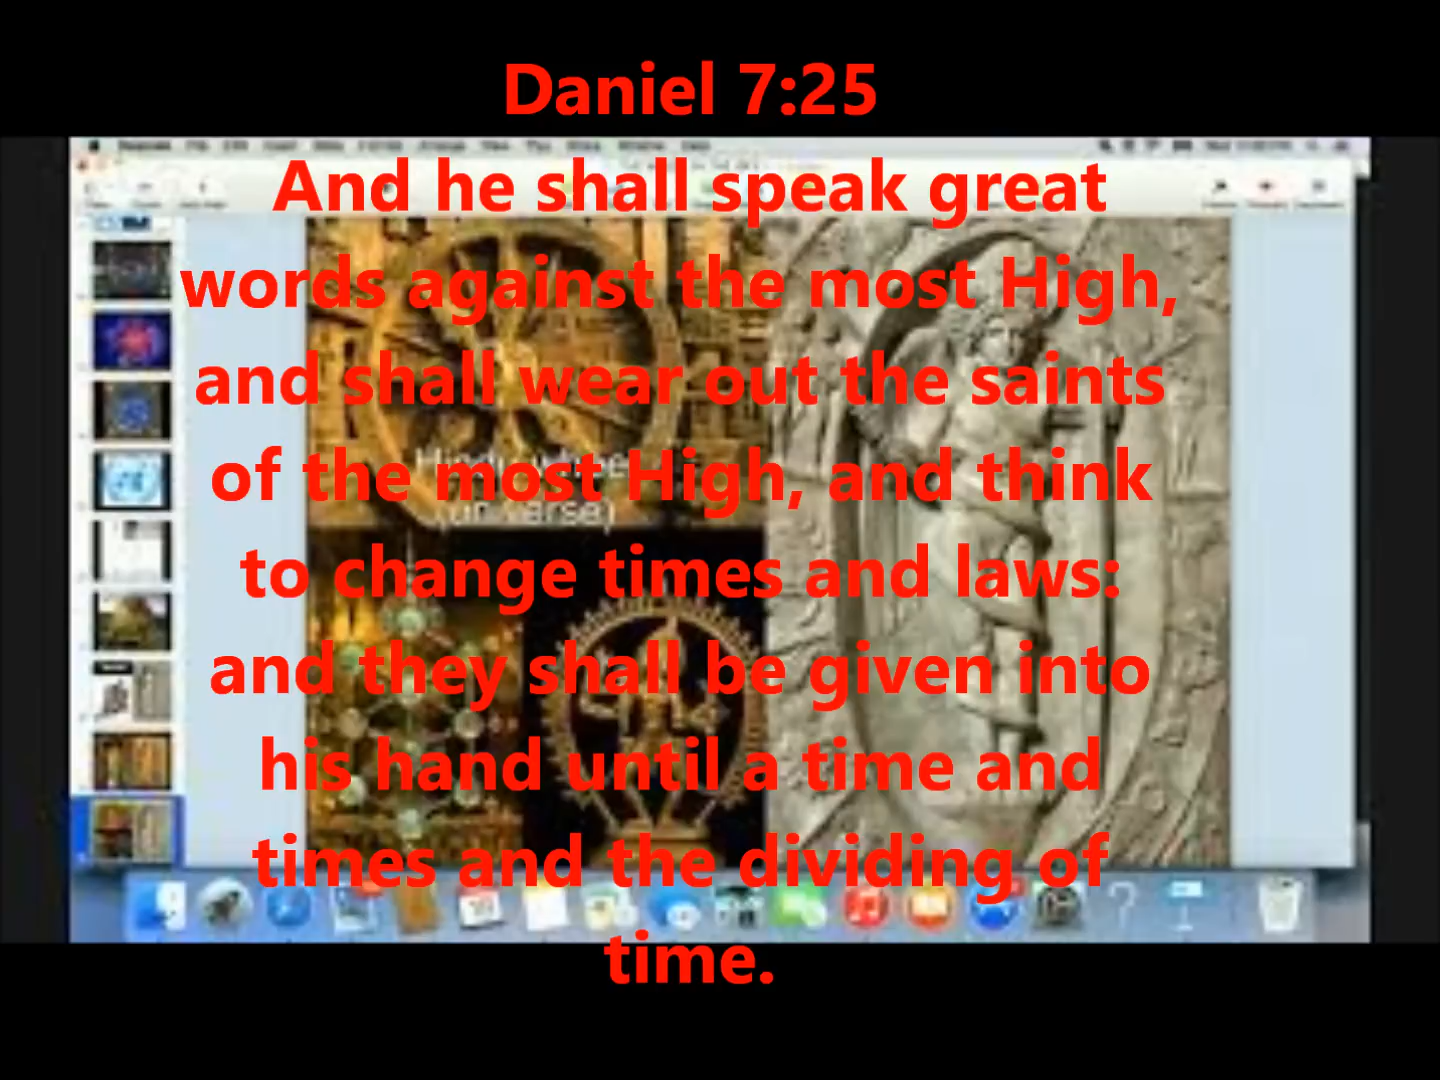 Daniel 7:25
And he shall speak great
words against the most High,
and shall wear out the saints
of the most High, and think
(universe)
to change times and laws:
and they shall be given into
his hand until a time and
times and the dividing of
time.